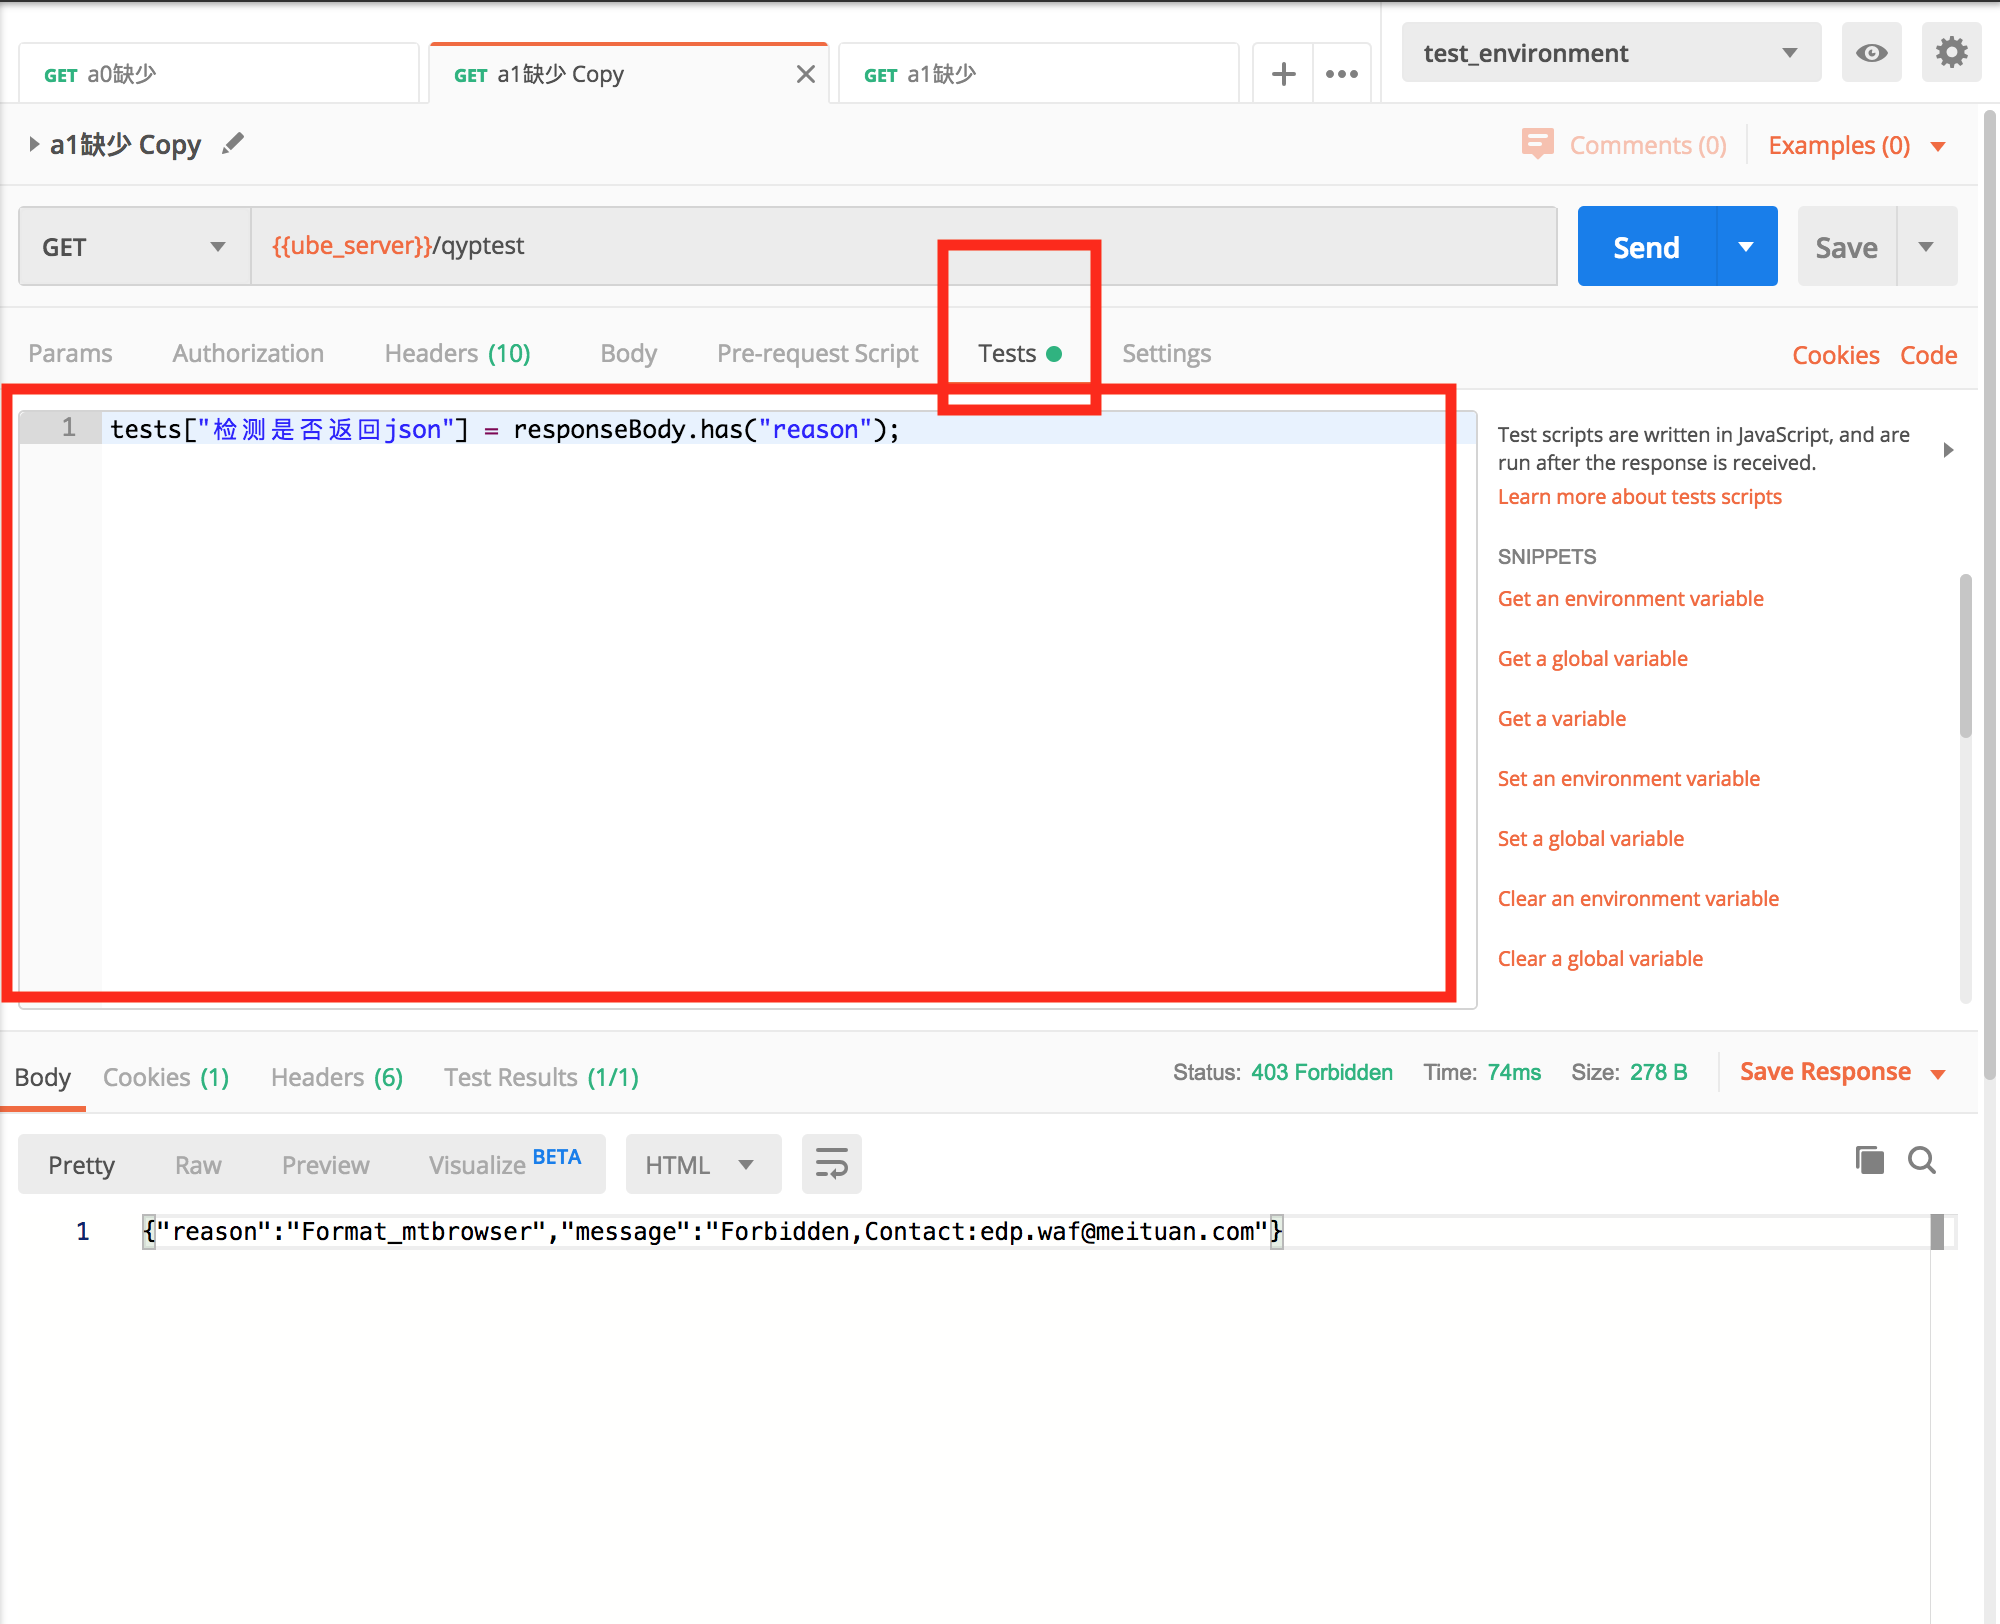 GET a0缺少
GET a1缺少 Copy
GET a1缺少
test_environment
a1缺少 Copy
Comments (0)
Examples (0)
GET
{{ube_server}}/qyptest
Send
Save
Params
Authorization
Headers (10)
Body
Pre-request Script
Tests
Settings
Cookies
Code
1 tests["检测是否返回json"] = responseBody.has("reason");
Test scripts are written in JavaScript, and are
run after the response is received.
Learn more about tests scripts
SNIPPETS
Get an environment variable
Get a global variable
Get a variable
Set an environment variable
Set a global variable
Clear an environment variable
Clear a global variable
Body
Cookies (1)
Headers (6)
Test Results (1/1)
Status: 403 Forbidden
Time: 74ms
Size: 278 B
Save Response
Pretty
Raw
Preview
Visualize BETA
HTML
1 {"reason":"Format_mtbrowser","message":"Forbidden,Contact:edp.waf@meituan.com"}